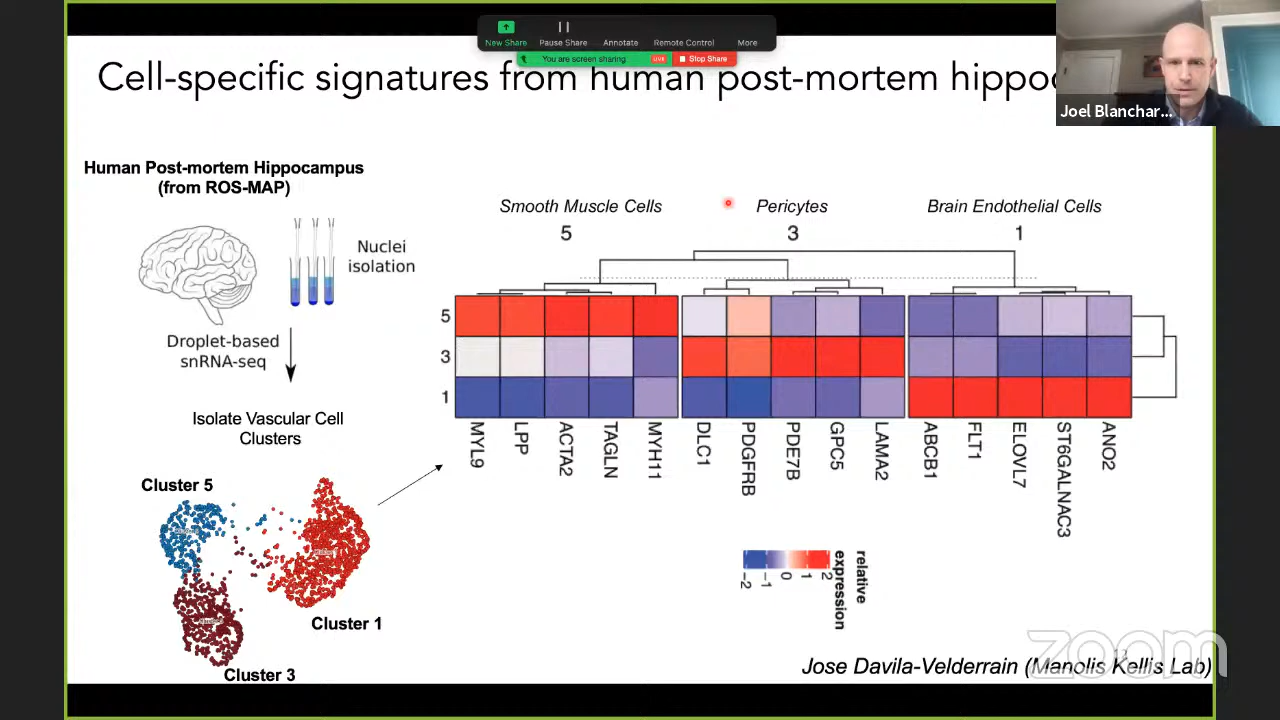 New Share
Pause Share
Annotate
Remote Control
More
You are screen sharing
LIVE
Stop Share
Cell-specific signatures from human post-mortem hippoc
Joel Blanchar...
Human Post-mortem Hippocampus
(from ROS-MAP)
Nuclei
isolation
Droplet-based
snRNA-seq
Isolate Vascular Cell
Clusters
Cluster 5
Cluster 1
Cluster 3
Smooth Muscle Cells
Pericytes
Brain Endothelial Cells
5
3
1
5
3
1
MYL9
LPP
ACTA2
TAGLN
MYH11
DLC1
PDGFRB
PDE7B
GPC5
LAMA2
ABCB1
FLT1
ELOVL7
ST6GALNAC3
ANO2
relative
expression
-2
-1
0
1
2
zoom
Jose Davila-Velderrain (Manolis Kellis Lab)